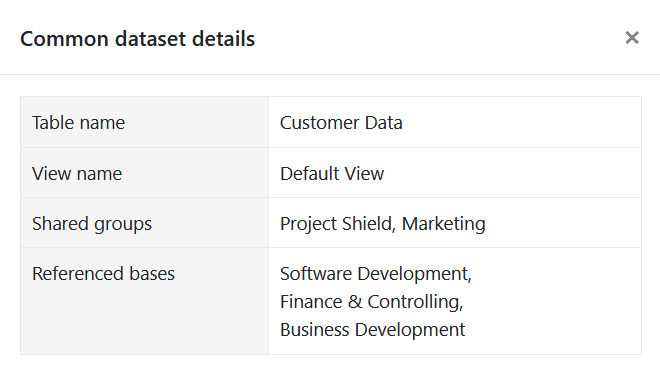 Common dataset details
Table name Customer Data
View name Default View
Shared groups Project Shield, Marketing
Referenced bases Software Development,
Finance & Controlling,
Business Development